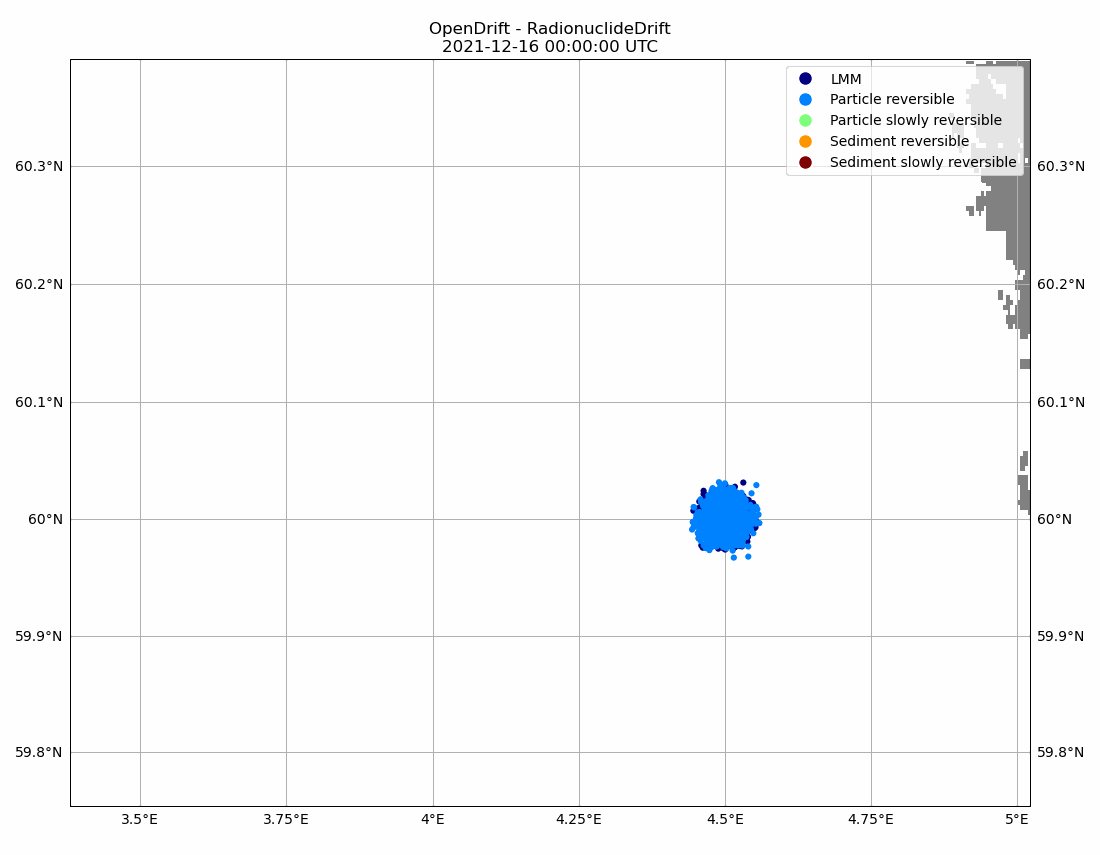 OpenDrift - RadionuclideDrift
2021-12-16 00:00:00 UTC
LMM
Particle reversible
Particle slowly reversible
Sediment reversible
Sediment slowly reversible
60.3°N 60.3°N
60.2°N 60.2°N
60.1°N 60.1°N
60°N 60°N
59.9°N 59.9°N
59.8°N 59.8°N
3.5°E 3.75°E 4°E 4.25°E 4.5°E 4.75°E 5°E